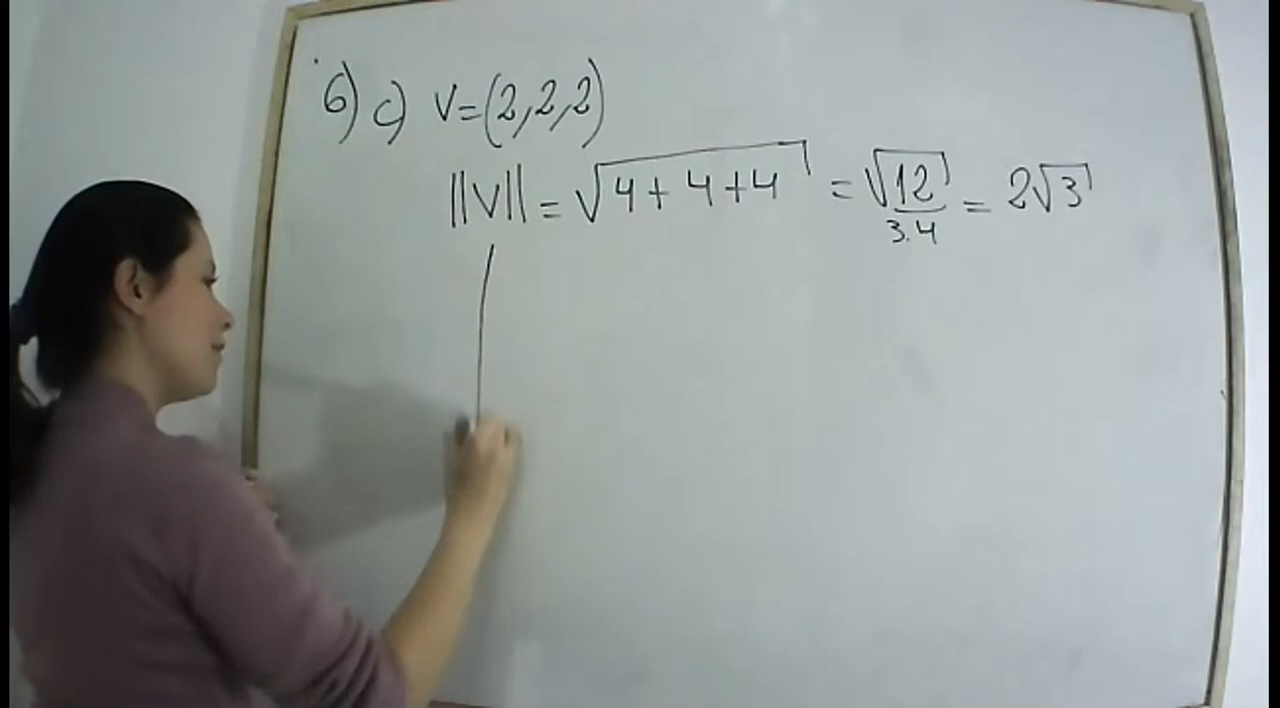 6) c) V=(2,2,2)
||V|| = √4+4+4 = √12 = 2√3
3.4